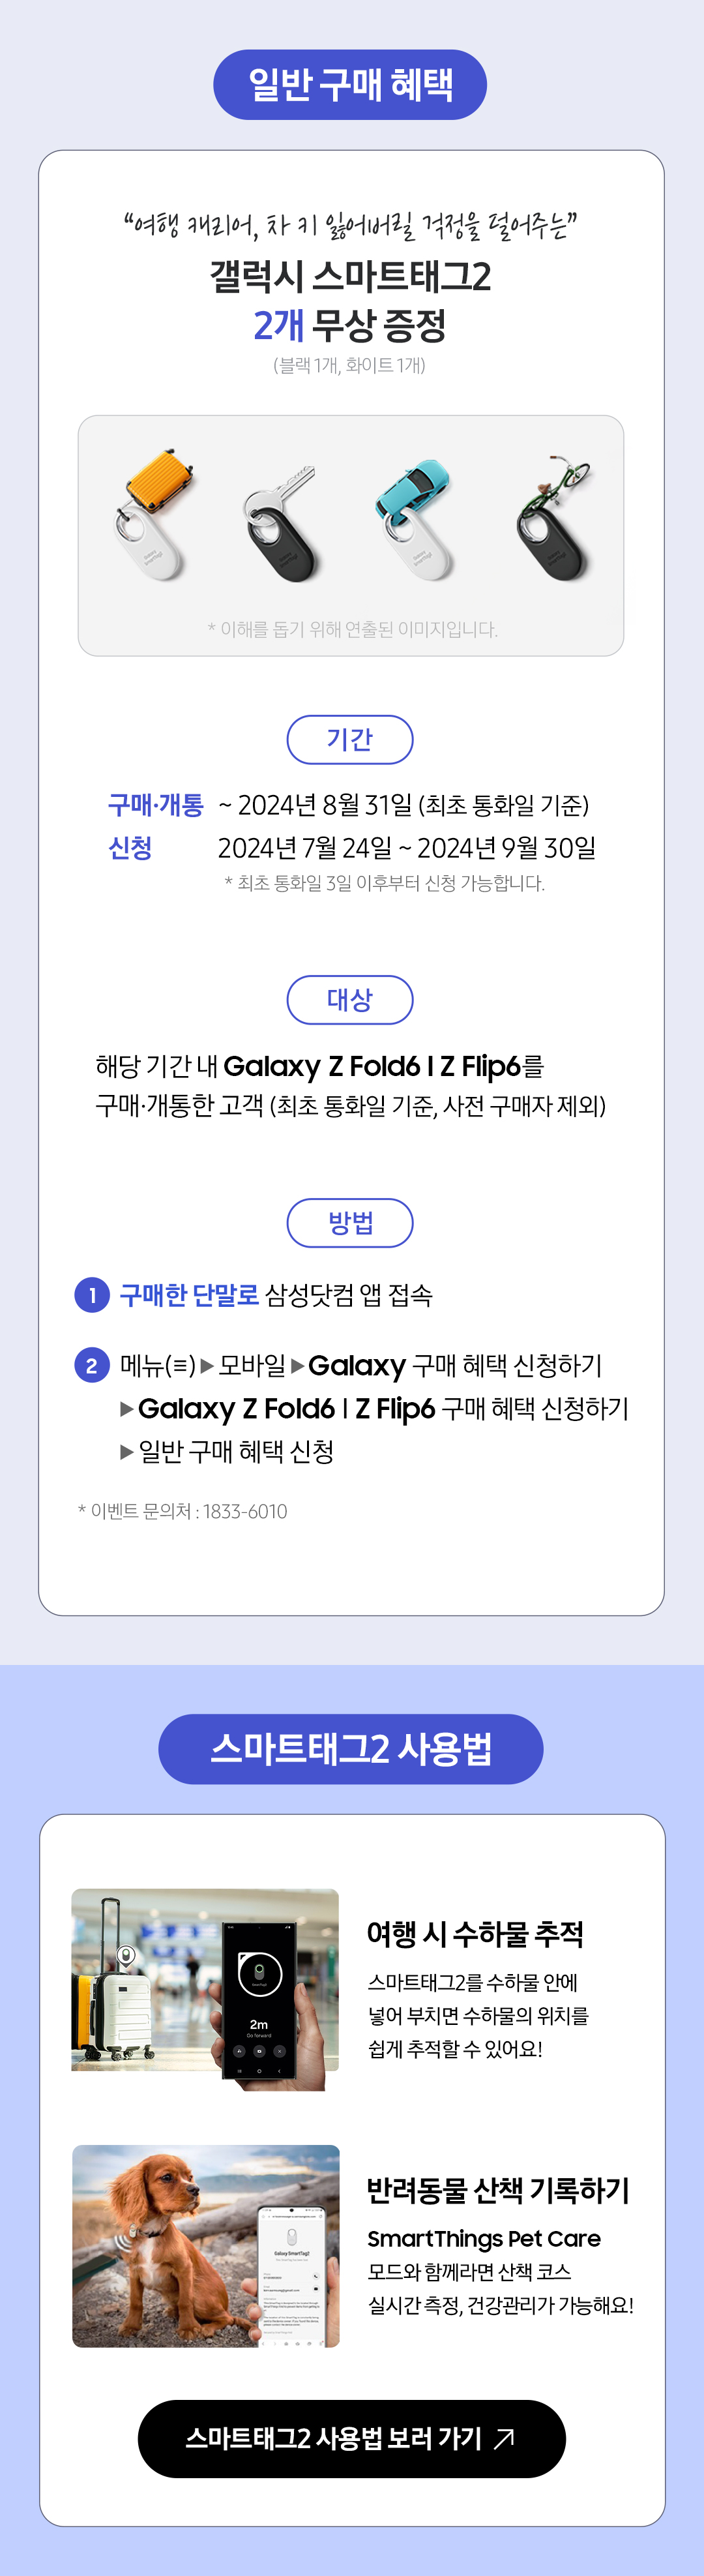 일반 구매 혜택
“여행 캐리어, 차 키 잃어버릴 걱정을 덜어주는”
갤럭시 스마트태그2
2개 무상 증정
(블랙 1개, 화이트 1개)
* 이해를 돕기 위해 연출된 이미지입니다.
기간
구매·개통 ~ 2024년 8월 31일 (최초 통화일 기준)
신청 2024년 7월 24일 ~ 2024년 9월 30일
* 최초 통화일 3일 이후부터 신청 가능합니다.
대상
해당 기간 내 Galaxy Z Fold6 I Z Flip6를
구매·개통한 고객 (최초 통화일 기준, 사전 구매자 제외)
방법
1 구매한 단말로 삼성닷컴 앱 접속
2 메뉴(≡) ▶ 모바일 ▶ Galaxy 구매 혜택 신청하기
▶ Galaxy Z Fold6 I Z Flip6 구매 혜택 신청하기
▶ 일반 구매 혜택 신청
* 이벤트 문의처 : 1833-6010
스마트태그2 사용법
2m
Go forward
여행 시 수하물 추적
스마트태그2를 수하물 안에
넣어 부치면 수하물의 위치를
쉽게 추적할 수 있어요!
Galaxy SmartTag2
반려동물 산책 기록하기
SmartThings Pet Care
모드와 함께라면 산책 코스
실시간 측정, 건강관리가 가능해요!
스마트태그2 사용법 보러 가기 ↗